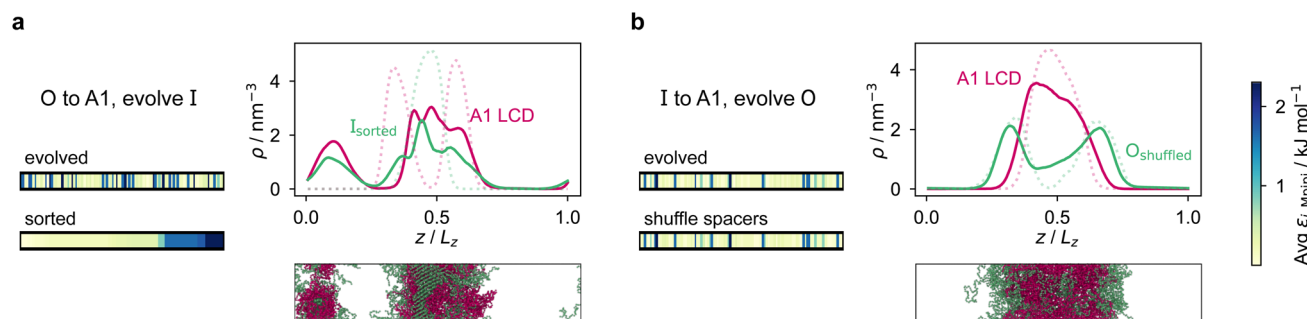 a
O to A1, evolve I
evolved
sorted
ρ / nm⁻³
4
2
0
I_sorted
A1 LCD
0.0
0.5
1.0
z / L_z
b
I to A1, evolve O
evolved
shuffle spacers
ρ / nm⁻³
4
2
0
A1 LCD
O_shuffled
0.0
0.5
1.0
z / L_z
2
1
Avg ε_i, Mpipi / kJ mol⁻¹